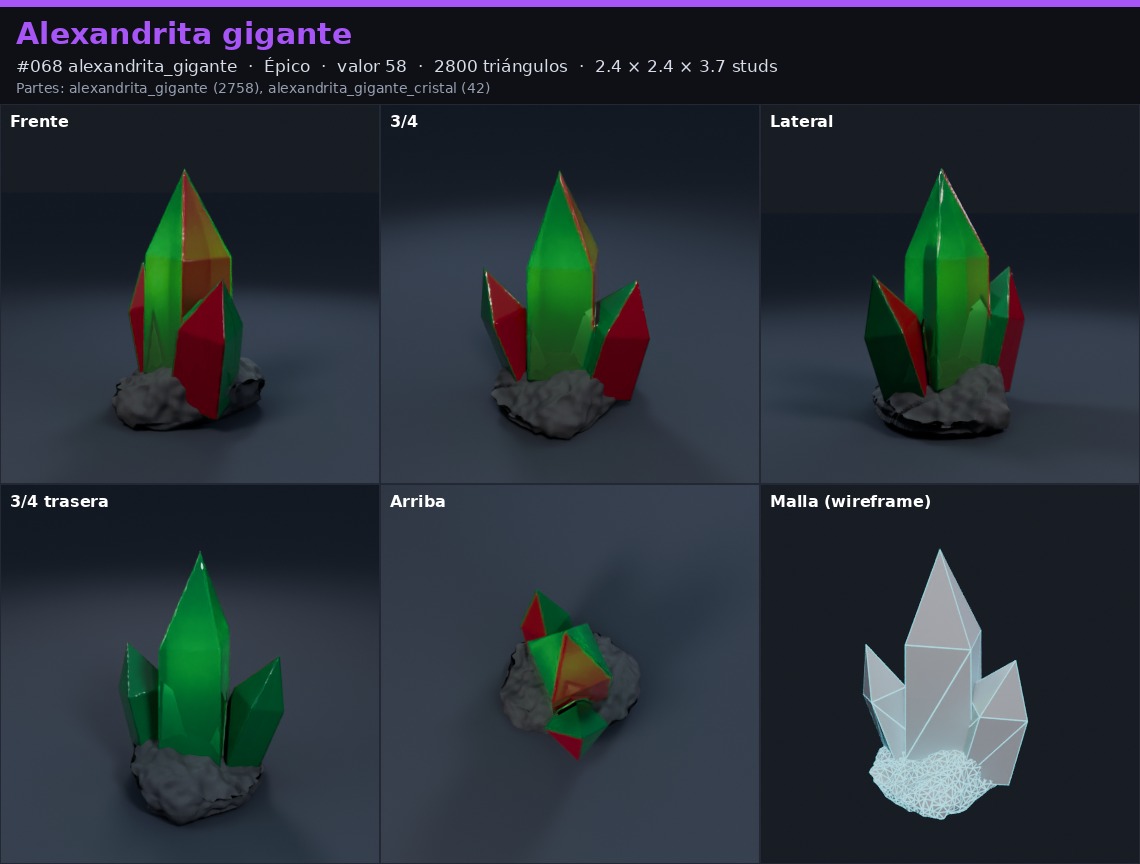 Alexandrita gigante
#068 alexandrita_gigante · Épico · valor 58 · 2800 triángulos · 2.4 × 2.4 × 3.7 studs
Partes: alexandrita_gigante (2758), alexandrita_gigante_cristal (42)
Frente
3/4
Lateral
3/4 trasera
Arriba
Malla (wireframe)